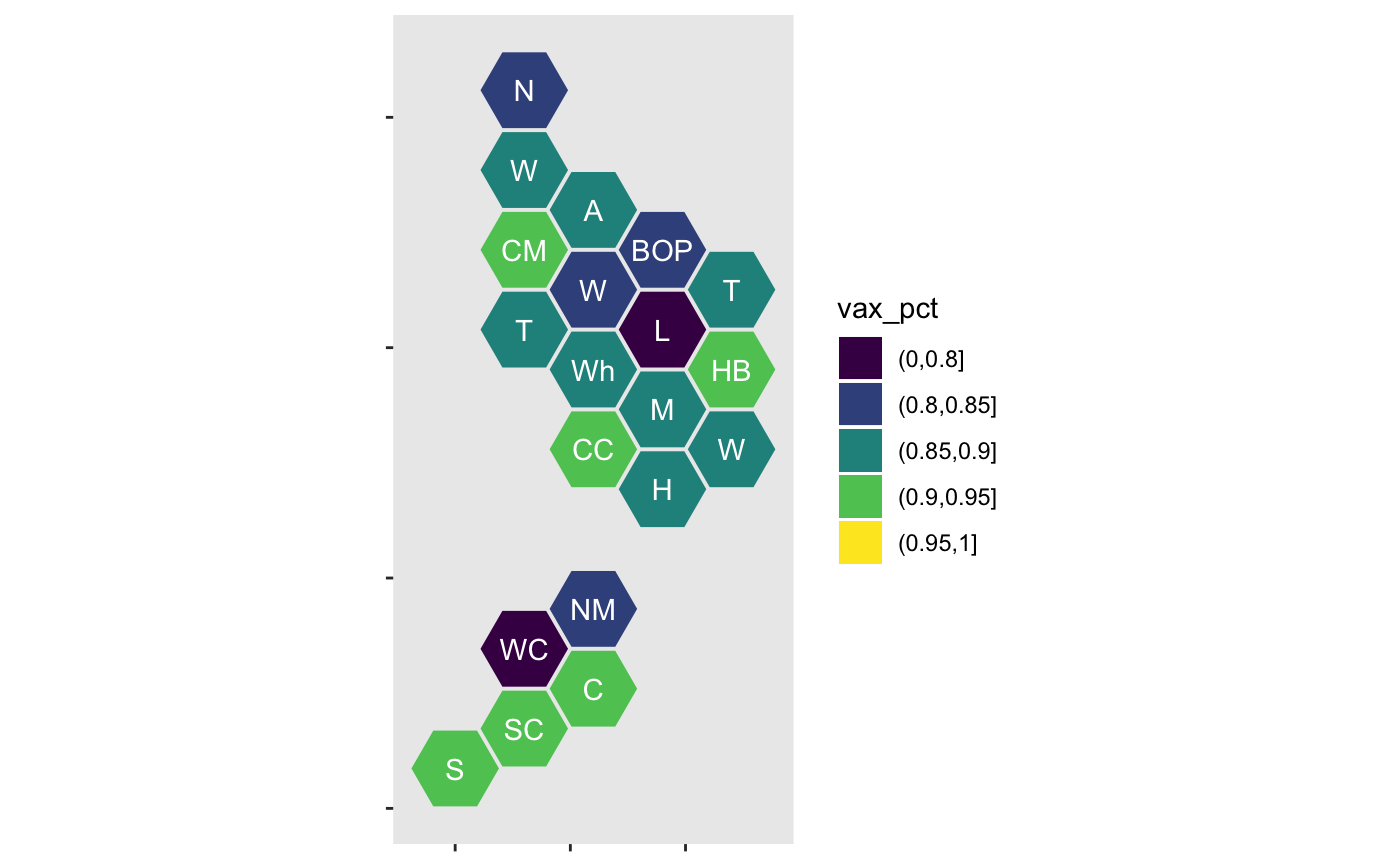 N
W
A
CM
BOP
W
T
T
L
Wh
HB
M
CC
W
H
NM
WC
C
SC
S
vax_pct
(0,0.8]
(0.8,0.85]
(0.85,0.9]
(0.9,0.95]
(0.95,1]